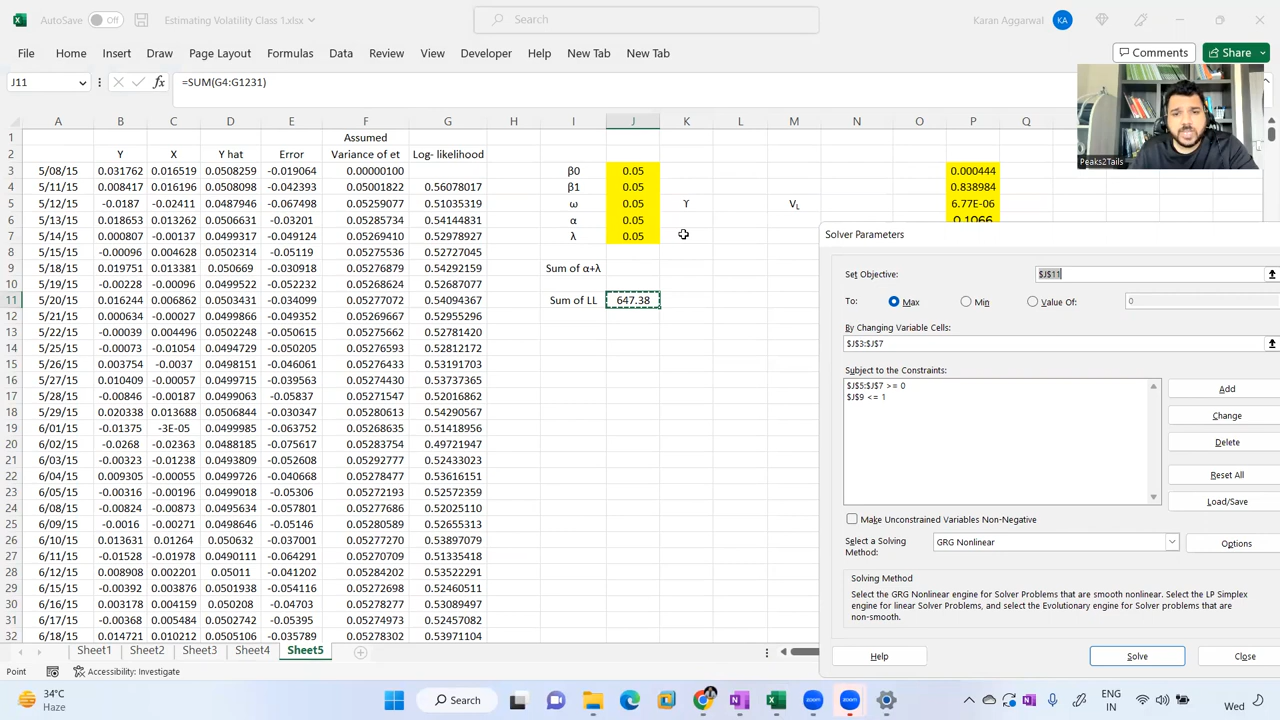 AutoSave Off Estimating Volatility Class 1.xlsx Search Karan Aggarwal KA
File Home Insert Draw Page Layout Formulas Data Review View Developer Help New Tab New Tab Comments Share
J11 fx =SUM(G4:G1231)
Peaks2Tails
A B C D E F G H I J K L M N O P Q R
1 Assumed
2 Y X Y hat Error Variance of et Log- likelihood
3 5/08/15 0.031762 0.016519 0.0508259 -0.019064 0.00000100 β0 0.05 0.000444
4 5/11/15 0.008417 0.016196 0.0508098 -0.042393 0.05001822 0.56078017 β1 0.05 0.838984
5 5/12/15 -0.0187 -0.02411 0.0487946 -0.067498 0.05259077 0.51035319 ω 0.05 ϒ VL 6.77E-06
6 5/13/15 0.018653 0.013262 0.0506631 -0.03201 0.05285734 0.54144831 α 0.05 0.1066
7 5/14/15 0.000807 -0.00137 0.0499317 -0.049124 0.05269410 0.52978927 λ 0.05
8 5/15/15 -0.00096 0.000468 0.0502314 -0.05119 0.05275536 0.52727045
9 5/18/15 0.019751 0.013381 0.050669 -0.030918 0.05276879 0.54292159 Sum of α+λ
10 5/19/15 -0.00228 -0.00096 0.0499522 -0.052232 0.05268624 0.52687077
11 5/20/15 0.016244 0.006862 0.0503431 -0.034099 0.05277072 0.54094367 Sum of LL 647.38
12 5/21/15 0.000634 -0.00027 0.0499866 -0.049352 0.05269667 0.52955296
13 5/22/15 -0.00039 0.004496 0.0502248 -0.050615 0.05275662 0.52781420
14 5/25/15 -0.00073 -0.01054 0.0494729 -0.050206 0.05276593 0.52812081
15 5/26/15 0.003754 -0.0037 0.0498151 -0.046061 0.05276433 0.53191703
16 5/27/15 0.010409 -0.00057 0.0499715 -0.039563 0.05274430 0.53737365
17 5/28/15 -0.00846 -0.00187 0.0499063 -0.05837 0.05271547 0.52016862
18 5/29/15 0.020338 0.013688 0.0506844 -0.030347 0.05280613 0.54290567
19 6/01/15 -0.01375 -3E-05 0.0499985 -0.063752 0.05268635 0.51418956
20 6/02/15 -0.0268 -0.02363 0.0488185 -0.075617 0.05283754 0.49721947
21 6/03/15 -0.00323 -0.01238 0.0493809 -0.052608 0.05292777 0.52433023
22 6/04/15 0.009305 -0.00055 0.0499726 -0.040668 0.05278477 0.53616151
23 6/05/15 -0.00316 -0.00196 0.0499018 -0.05306 0.05272193 0.52572359
24 6/08/15 -0.00824 -0.00873 0.0495634 -0.057801 0.05277686 0.52025110
25 6/09/15 -0.0016 -0.00271 0.0498646 -0.05146 0.05280589 0.52655313
26 6/10/15 0.013631 0.01264 0.050632 -0.037001 0.05277270 0.53897079
27 6/11/15 -0.01528 -0.01978 0.0490111 -0.064291 0.05270709 0.51335418
28 6/12/15 0.008908 0.002201 0.05011 -0.041202 0.05284202 0.53522291
29 6/15/15 -0.00392 0.003876 0.0501938 -0.054116 0.05272698 0.52460511
30 6/16/15 0.003178 0.004159 0.050208 -0.04703 0.05278277 0.53089497
31 6/17/15 -0.00368 0.005484 0.0502742 -0.05395 0.05274973 0.52457082
32 6/18/15 0.014721 0.010212 0.0505106 -0.035789 0.05278302 0.53971104
Solver Parameters
Set Objective: $J$11
To: Max Min Value Of: 0
By Changing Variable Cells:
$J$3:$J$7
Subject to the Constraints:
$J$5:$J$7 >= 0
$J$9 <= 1
Add
Change
Delete
Reset All
Load/Save
Make Unconstrained Variables Non-Negative
Select a Solving Method: GRG Nonlinear Options
Solving Method
Select the GRG Nonlinear engine for Solver Problems that are smooth nonlinear. Select the LP Simplex
engine for linear Solver Problems, and select the Evolutionary engine for Solver problems that are
non-smooth.
Help Solve Close
Sheet1 Sheet2 Sheet3 Sheet4 Sheet5
Point Accessibility: Investigate
34°C
Haze
Search
ENG
IN
Wed